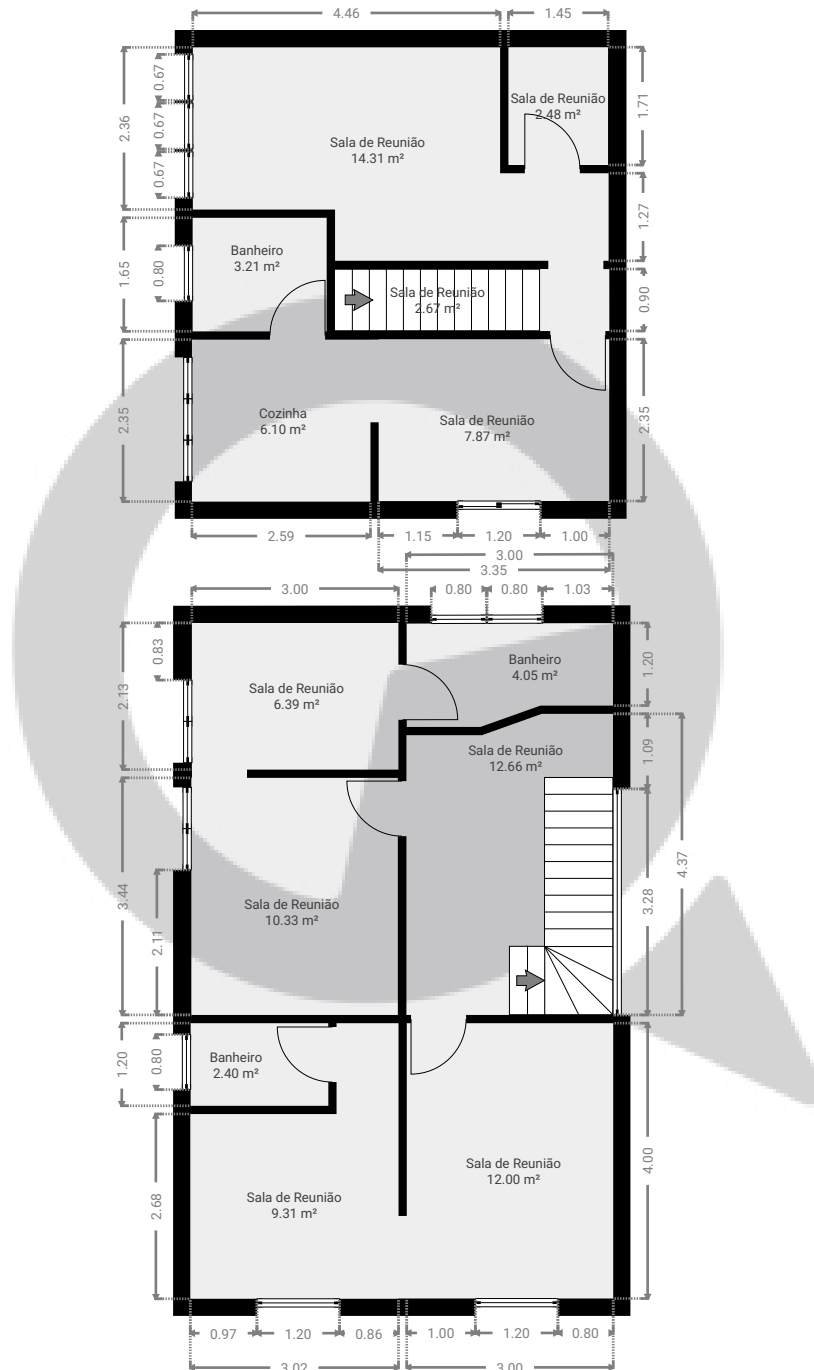 4.46
1.45
0.67
0.67
0.67
2.36
1.71
Sala de Reunião
2.48 m²
Sala de Reunião
14.31 m²
1.27
Banheiro
3.21 m²
1.65
0.80
Sala de Reunião
2.67 m²
0.90
2.35
Cozinha
6.10 m²
Sala de Reunião
7.87 m²
2.35
2.59
1.15
1.20
1.00
3.00
3.35
3.00
0.80
0.80
1.03
0.83
2.13
Sala de Reunião
6.39 m²
Banheiro
4.05 m²
1.20
Sala de Reunião
12.66 m²
1.09
4.37
3.28
3.44
2.11
Sala de Reunião
10.33 m²
1.20
0.80
Banheiro
2.40 m²
2.68
Sala de Reunião
9.31 m²
Sala de Reunião
12.00 m²
4.00
0.97
1.20
0.86
1.00
1.20
0.80
3.02
3.00